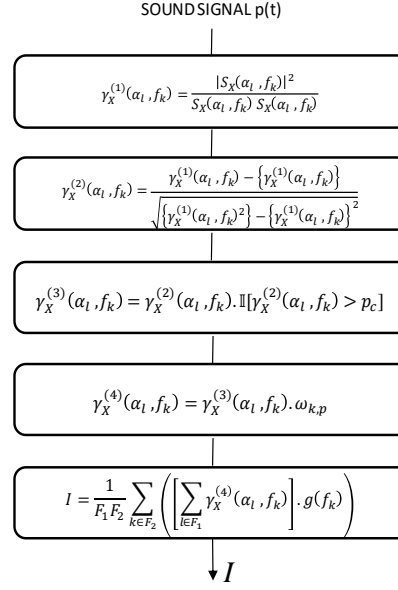 SOUND SIGNAL p(t)
γ_X^(1)(α_l,f_k) = |S_X(α_l,f_k)|^2 / S_X(α_l,f_k) S_X(α_l,f_k)
γ_X^(2)(α_l,f_k) = γ_X^(1)(α_l,f_k) − {γ_X^(1)(α_l,f_k)} / √({γ_X^(1)(α_l,f_k)^2} − {γ_X^(1)(α_l,f_k)}^2)
γ_X^(3)(α_l,f_k) = γ_X^(2)(α_l,f_k).𝕀[γ_X^(2)(α_l,f_k) > p_c]
γ_X^(4)(α_l,f_k) = γ_X^(3)(α_l,f_k).ω_{k,p}
I = 1/(F_1 F_2) ∑_{k∈F_2} ([∑_{l∈F_1} γ_X^(4)(α_l,f_k)].g(f_k))
I